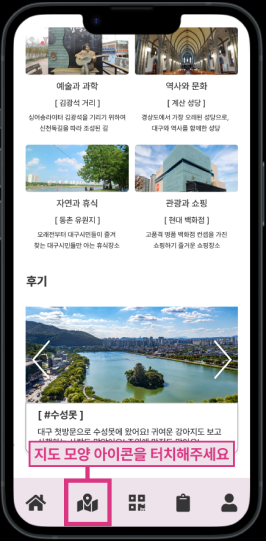 예술과 과학
역사와 문화
[ 김광석 거리 ]
[ 계산 성당 ]
싱어송라이터 김광석을 기리기 위하여
신천둑길을 따라 조성된 길
경상도에서 가장 오래된 성당으로,
대구와 역사를 함께한 성당
자연과 휴식
관광과 쇼핑
[ 동촌 유원지 ]
[ 현대 백화점 ]
오래전부터 대구시민들이 즐겨
찾는 대구시민들만 아는 휴식장소
고품격 명품 백화점 컨셉을 가진
쇼핑하기 즐거운 쇼핑장소
후기
[ #수성못 ]
대구 첫방문으로 수성못에 왔어요! 귀여운 강아지도 보고
지도 모양 아이콘을 터치해주세요